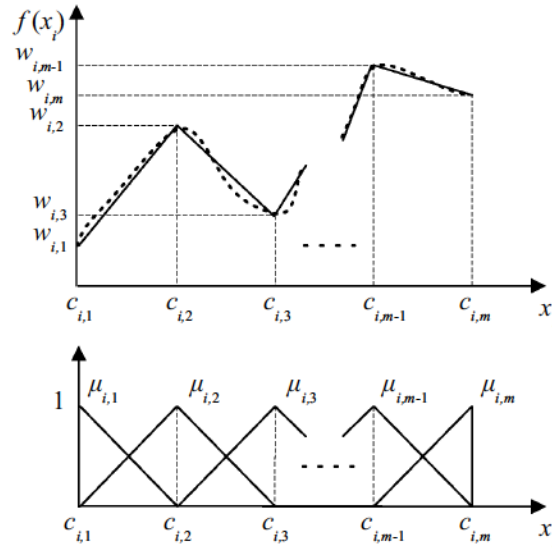 f(x_i)
w_{i,m-1}
w_{i,m}
w_{i,2}
w_{i,3}
w_{i,1}
c_{i,1} c_{i,2} c_{i,3} c_{i,m-1} c_{i,m} x
μ_{i,1} μ_{i,2} μ_{i,3} μ_{i,m-1} μ_{i,m}
1
c_{i,1} c_{i,2} c_{i,3} c_{i,m-1} c_{i,m} x